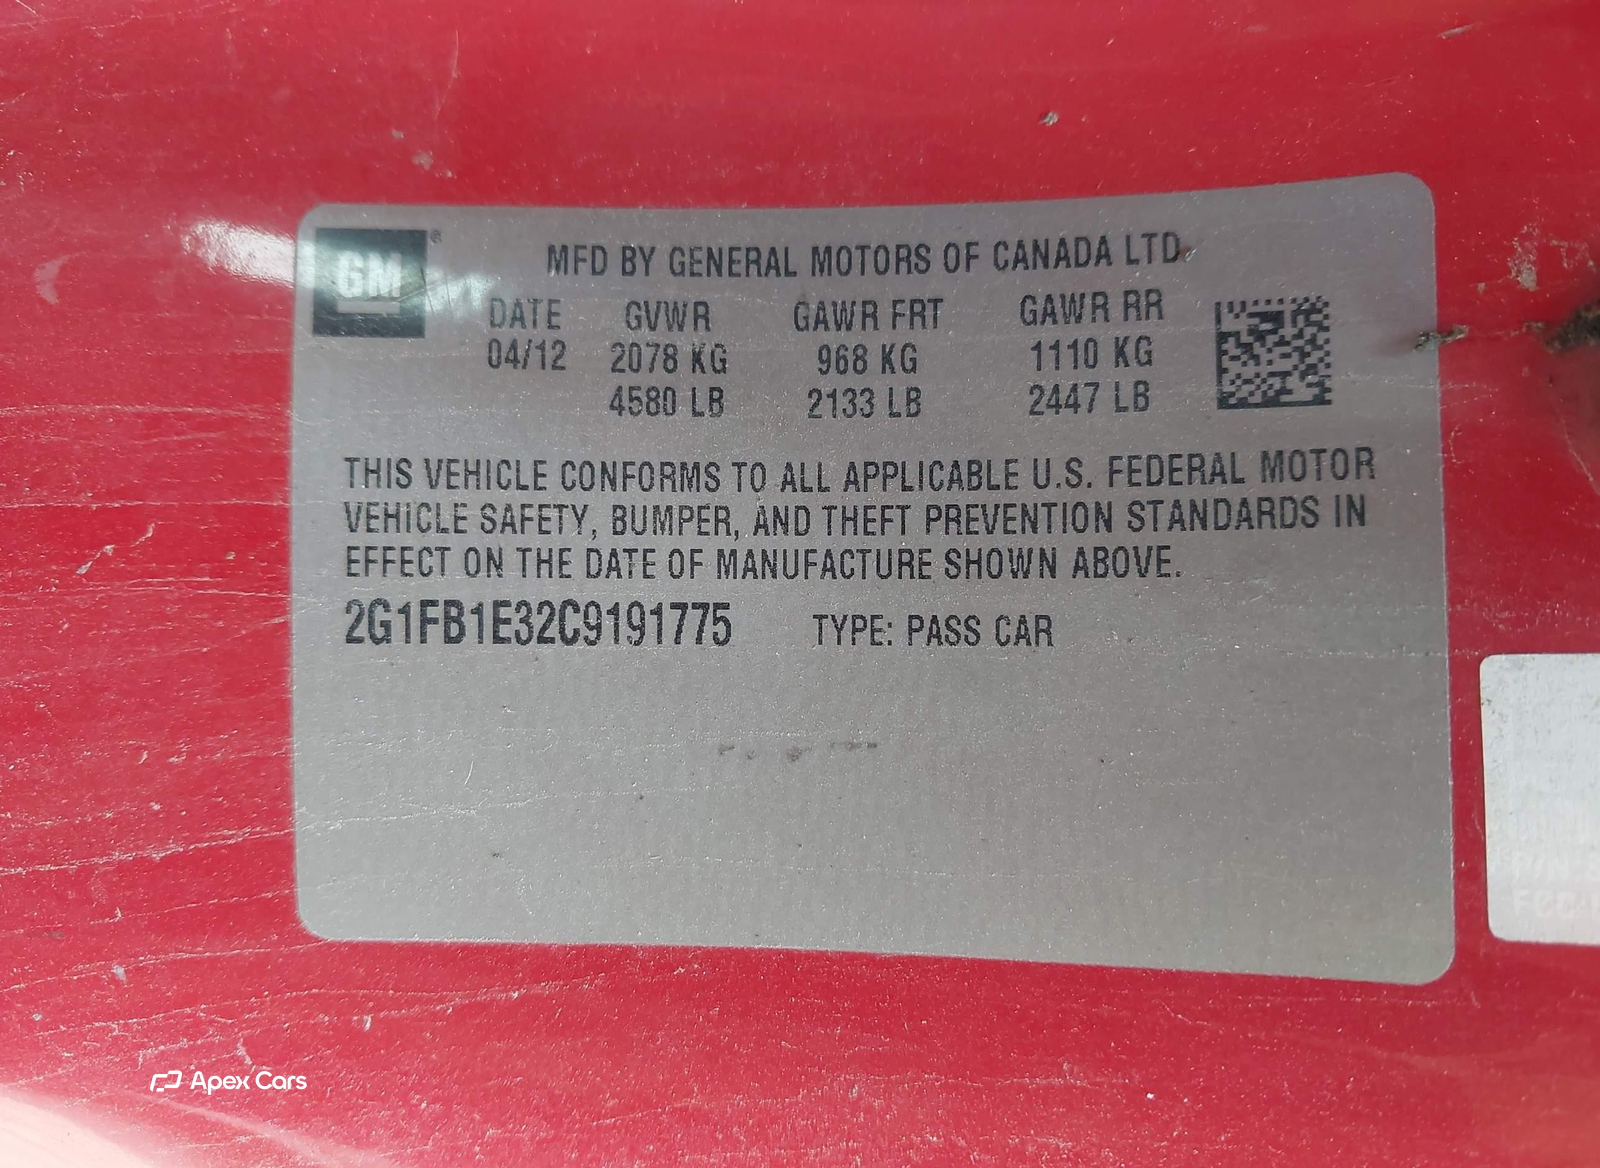 GM®
MFD BY GENERAL MOTORS OF CANADA LTD.
DATE GVWR GAWR FRT GAWR RR
04/12 2078 KG 968 KG 1110 KG
4580 LB 2133 LB 2447 LB
THIS VEHICLE CONFORMS TO ALL APPLICABLE U.S. FEDERAL MOTOR
VEHICLE SAFETY, BUMPER, AND THEFT PREVENTION STANDARDS IN
EFFECT ON THE DATE OF MANUFACTURE SHOWN ABOVE.
2G1FB1E32C9191775 TYPE: PASS CAR
Apex Cars